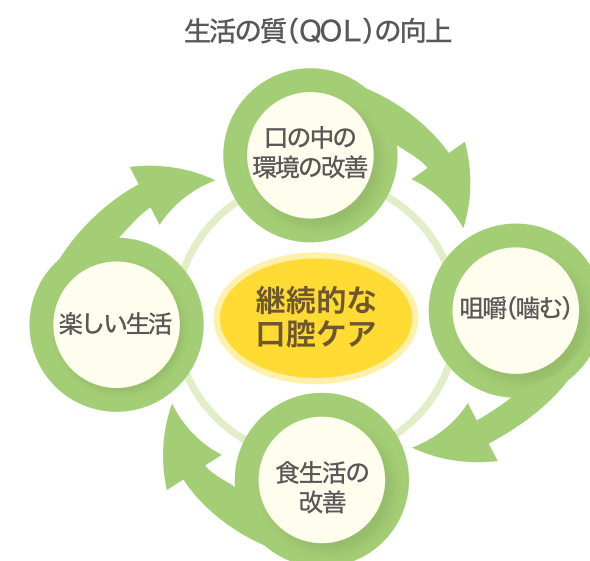 生活の質（QOL）の向上
口の中の
環境の改善
咀嚼（噛む）
食生活の
改善
楽しい生活
継続的な
口腔ケア